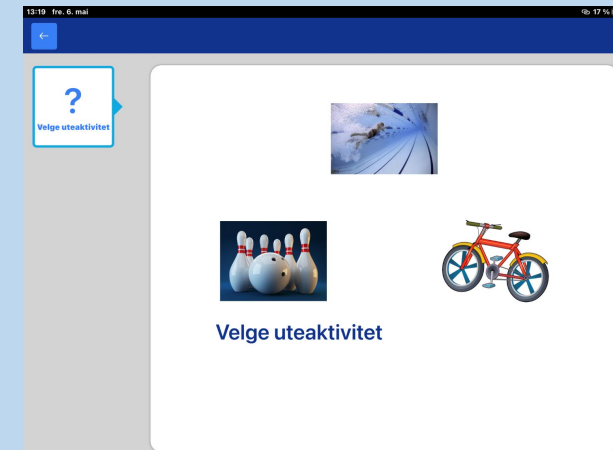 13:19 fre. 6. mai
17 %
?
Velge uteaktivitet
Velge uteaktivitet